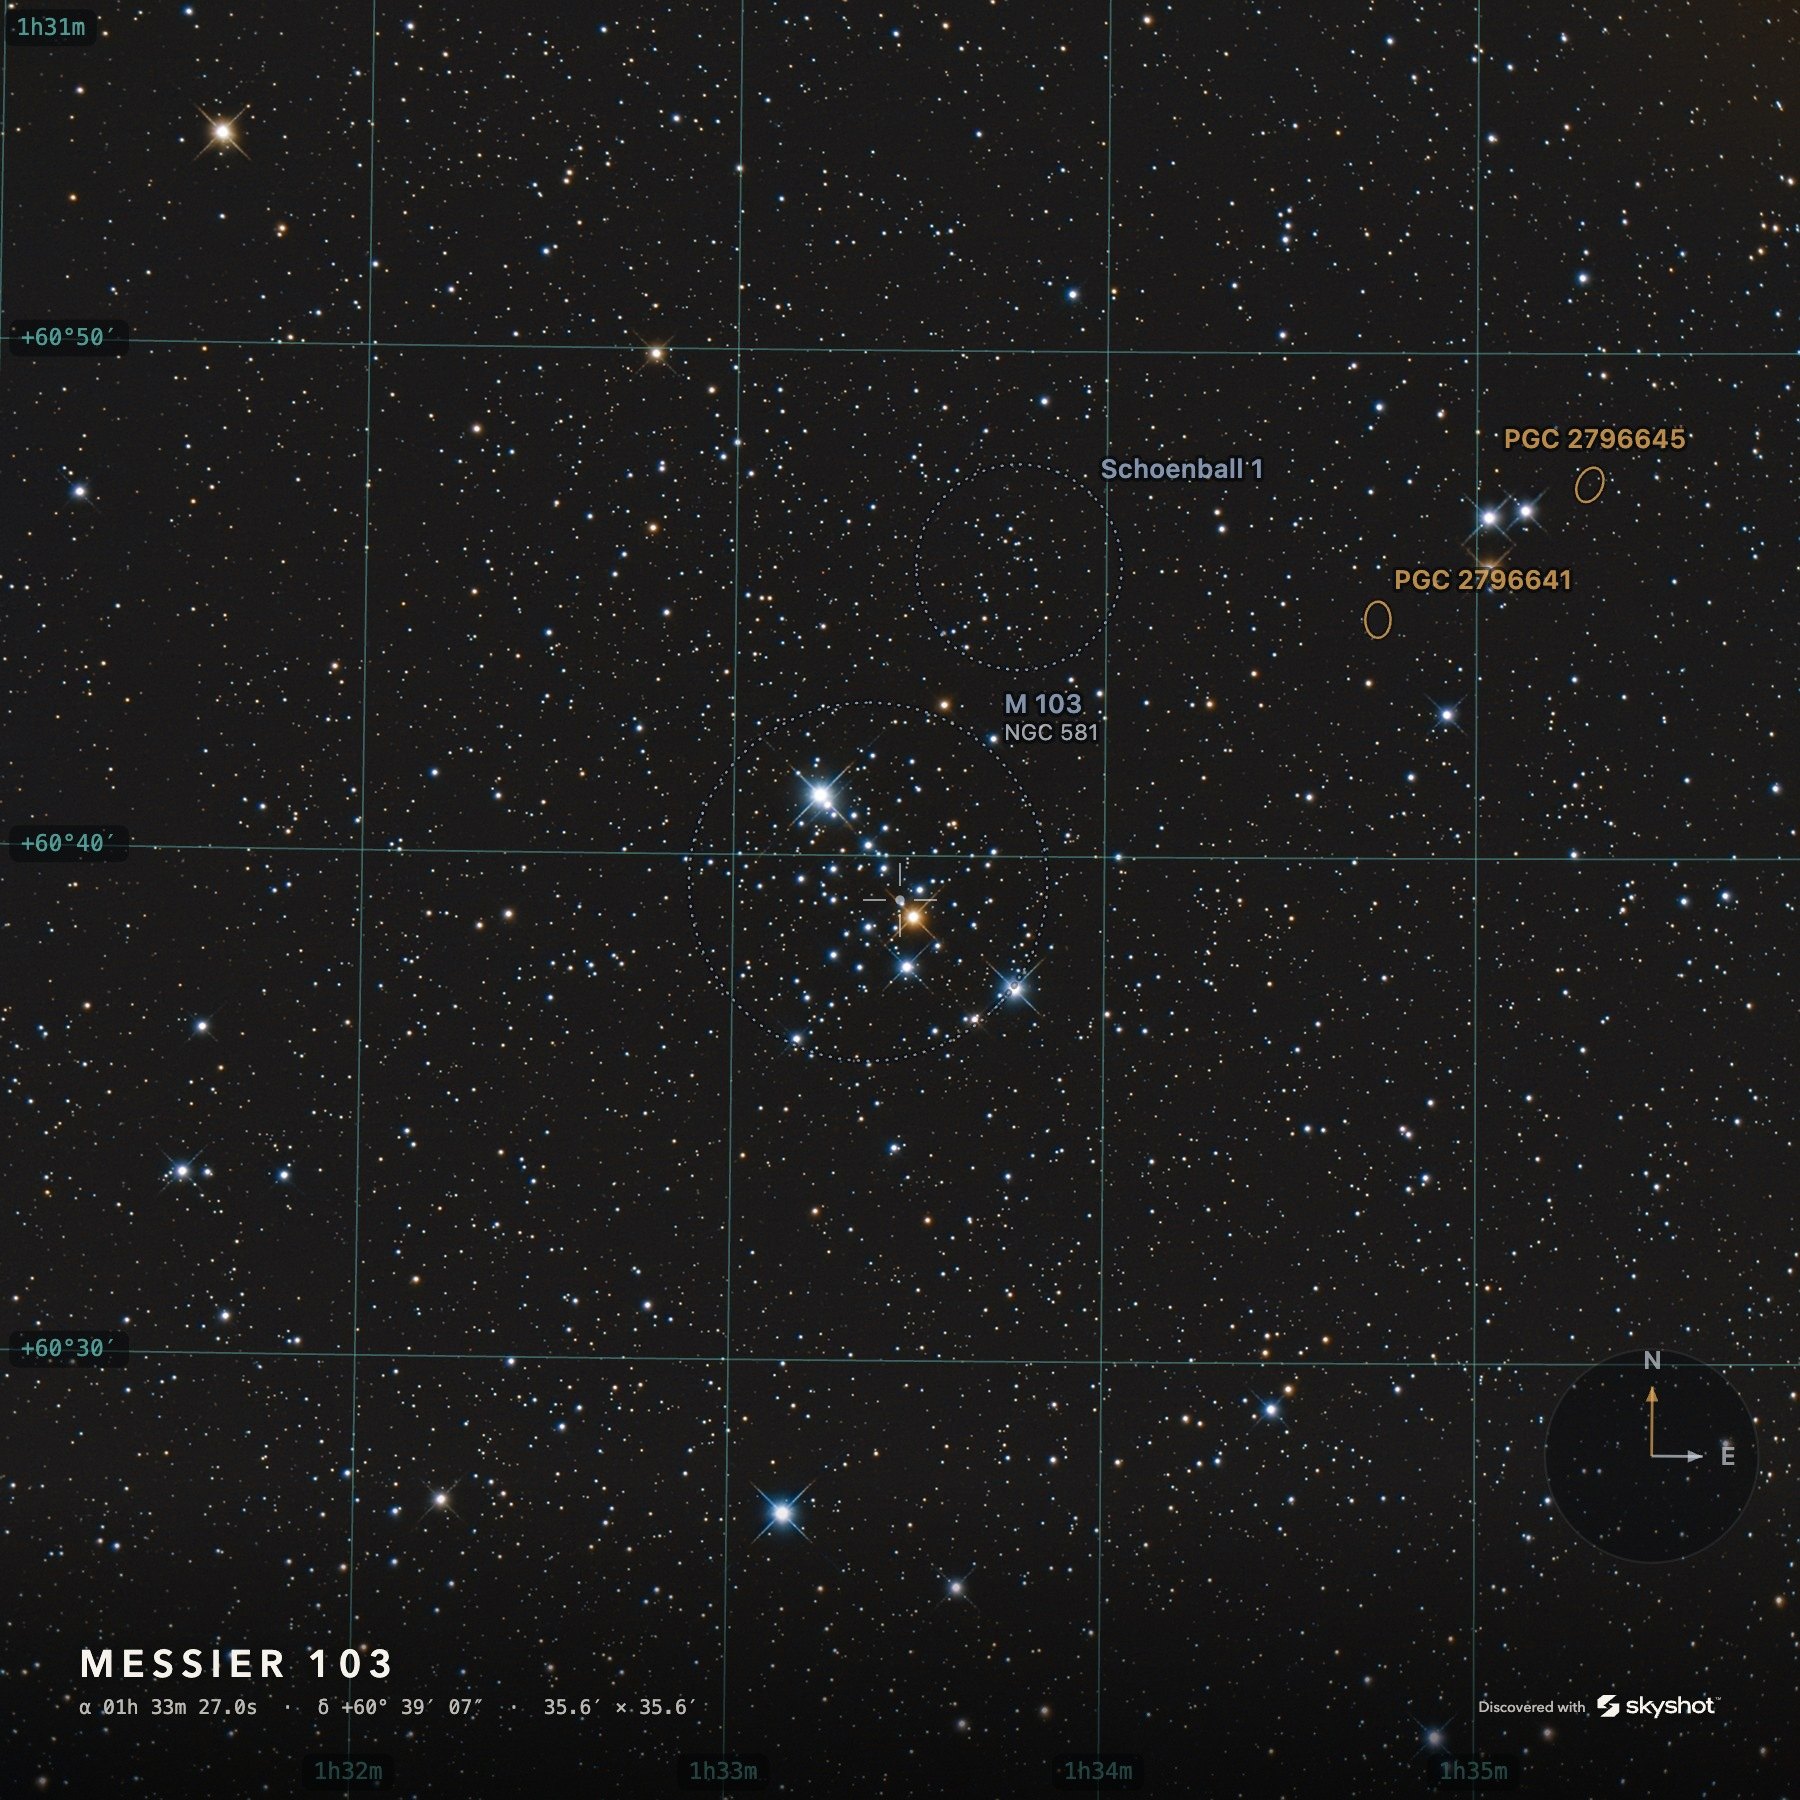 1h31m
+60°50′
PGC 2796645
Schoenball 1
PGC 2796641
M 103
NGC 581
+60°40′
+60°30′
N
E
MESSIER 103
α 01h 33m 27.0s · δ +60° 39′ 07″ · 35.6′ × 35.6′
Discovered with skyshot™
1h32m
1h33m
1h34m
1h35m